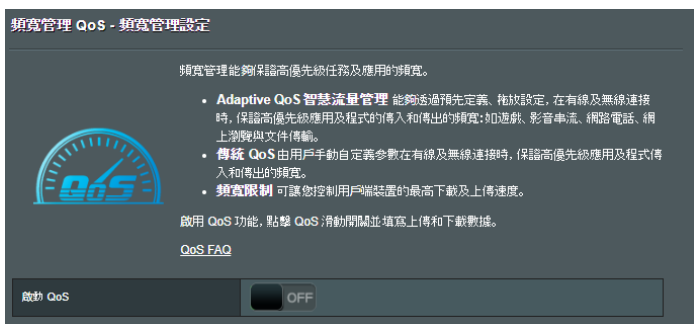 頻寬管理 QoS - 頻寬管理設定
頻寬管理能夠保證高優先級任務及應用的頻寬。
• Adaptive QoS 智慧流量管理 能夠透過預先定義、拖放設定,在有線及無線連接
時,保證高優先級應用及程式的傳入和傳出的頻寬:如遊戲、影音串流、網路電話、網
上瀏覽與文件傳輸。
• 傳統 QoS 由用戶手動自定義參數在有線及無線連接時,保證高優先級應用及程式傳
入和傳出的頻寬。
• 頻寬限制 可讓您控制用戶端裝置的最高下載及上傳速度。
QoS
啟用 QoS 功能,點擊 QoS 滑動開關並填寫上傳和下載數據。
QoS FAQ
啟動 QoS
OFF